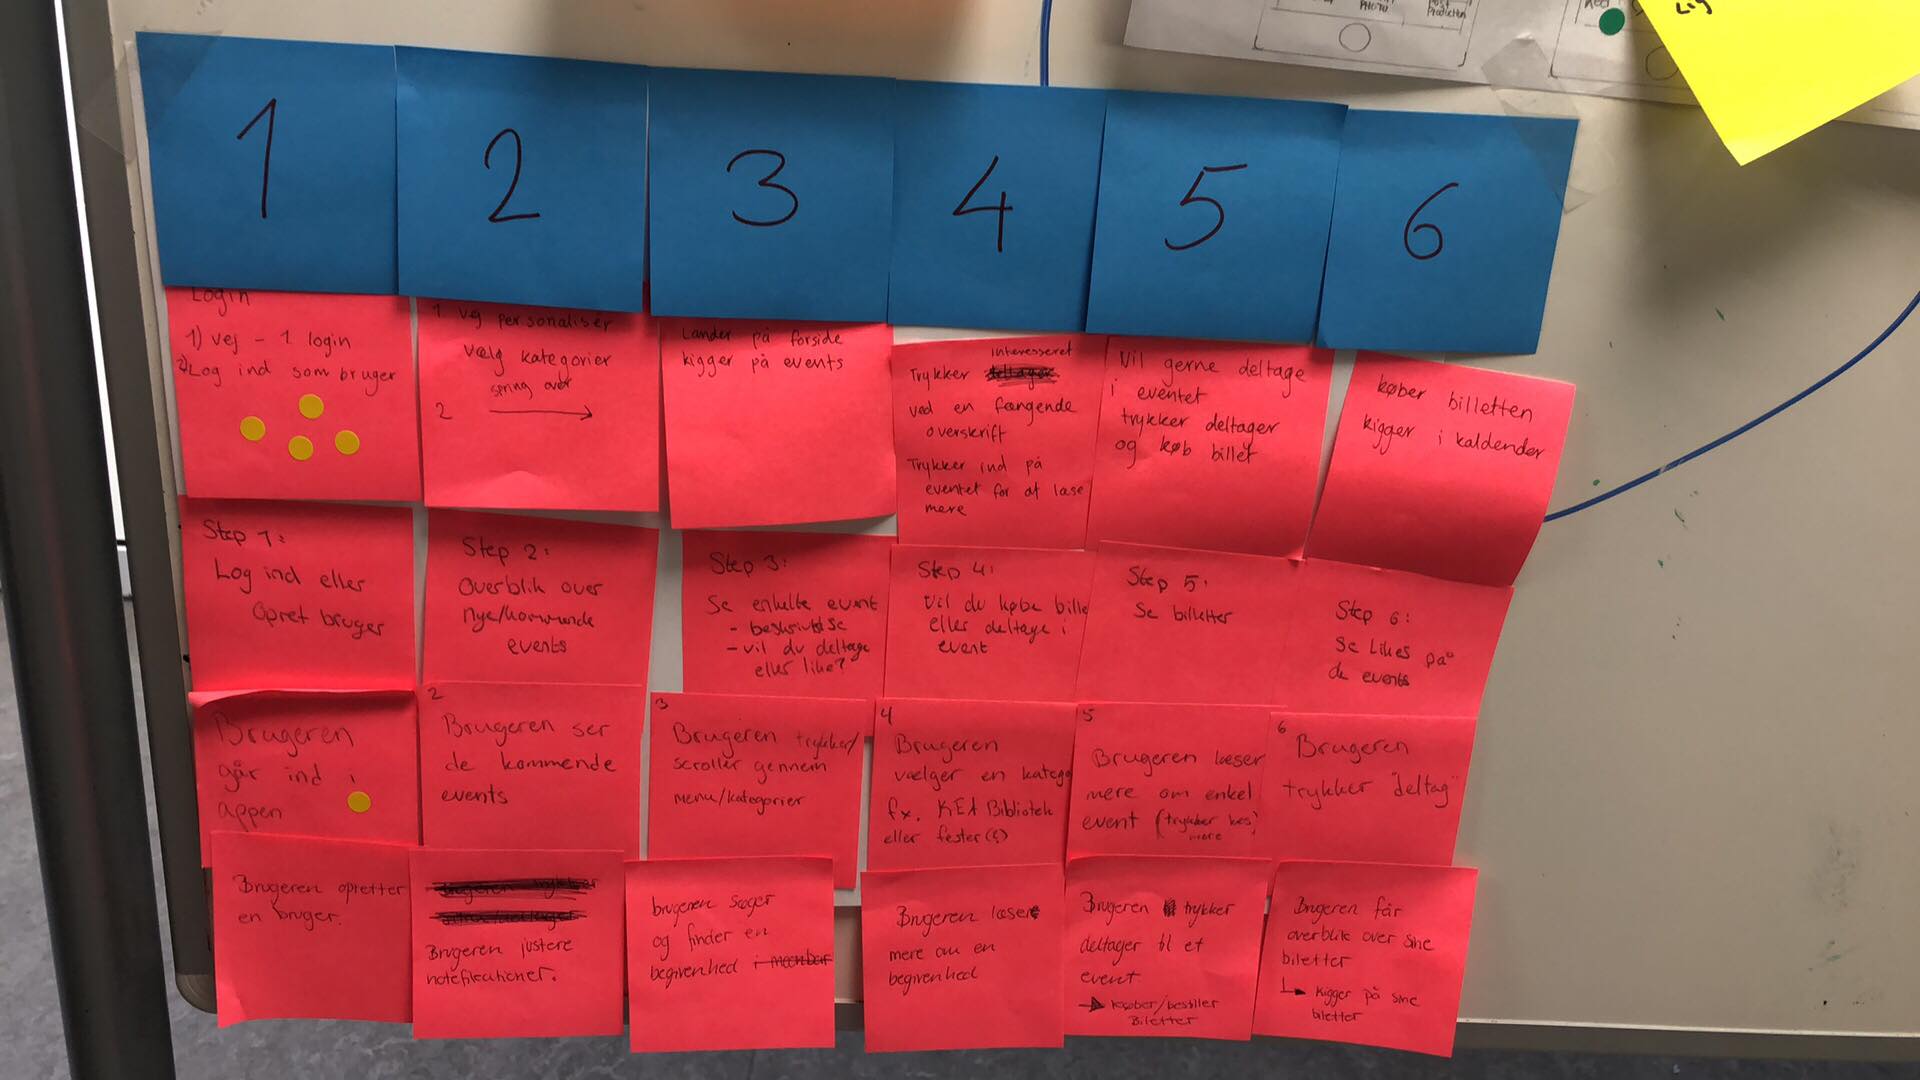 PHOTO
Post
Production
Lig
1
2
3
4
5
6
Login
1) vej - 1. login
2) Log ind som bruger
1. vej personaliser
vælg kategorier
spring over
2
Lander på forside
kigger på events
interesseret
Trykker
ved en fængende
overskrift
Trykker ind på
eventet for at læse
mere
Vil gerne deltage
i eventet
trykker deltager
og køb billet
køber billetten
kigger i kaldender
Step 1:
Log ind eller
Opret bruger
Step 2:
Overblik over
nye/kommende
events
Step 3:
Se enkelte event
- beskrivelse
- vil du deltage
eller like?
Step 4:
Vil du købe bille
eller deltage i
event
Step 5:
Se billetter
Step 6:
Se Likes på
de events
Brugeren
går ind i
appen
2
Brugeren ser
de kommende
events
3
Brugeren trykker/
scroller gennem
menu/kategorier
4
Brugeren
vælger en katego
fx. KEA Bibliotek
eller fester(?)
5
Brugeren læser
mere om enkel
event (trykker læs
mere
6
Brugeren
trykker "deltag"
Brugeren opretter
en bruger.
Brugeren justere
notefikationer.
brugeren søger
og finder en
begivenhed i menubar
Brugeren læsere
mere om en
begivenhed
Brugeren trykker
deltager til et
event.
→ køber/bestiller
Biletter
Brugeren får
overblik over sine
biletter
↳ kigger på sine
biletter